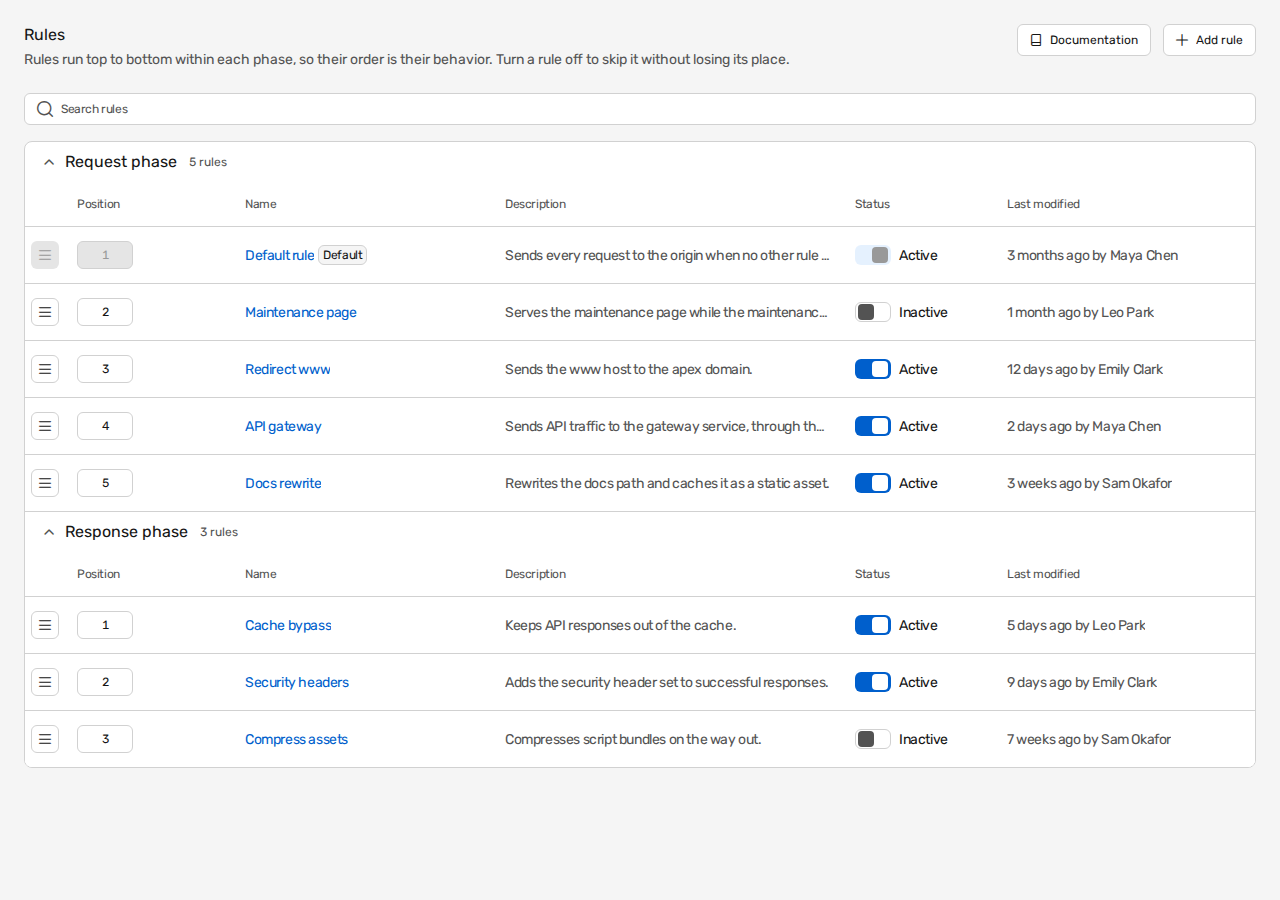 Rules
Documentation
Add rule
Rules run top to bottom within each phase, so their order is their behavior. Turn a rule off to skip it without losing its place.
Search rules
Request phase 5 rules
Position Name Description Status Last modified
1 Default rule Default Sends every request to the origin when no other rule ... Active 3 months ago by Maya Chen
2 Maintenance page Serves the maintenance page while the maintenanc... Inactive 1 month ago by Leo Park
3 Redirect www Sends the www host to the apex domain. Active 12 days ago by Emily Clark
4 API gateway Sends API traffic to the gateway service, through th... Active 2 days ago by Maya Chen
5 Docs rewrite Rewrites the docs path and caches it as a static asset. Active 3 weeks ago by Sam Okafor
Response phase 3 rules
Position Name Description Status Last modified
1 Cache bypass Keeps API responses out of the cache. Active 5 days ago by Leo Park
2 Security headers Adds the security header set to successful responses. Active 9 days ago by Emily Clark
3 Compress assets Compresses script bundles on the way out. Inactive 7 weeks ago by Sam Okafor